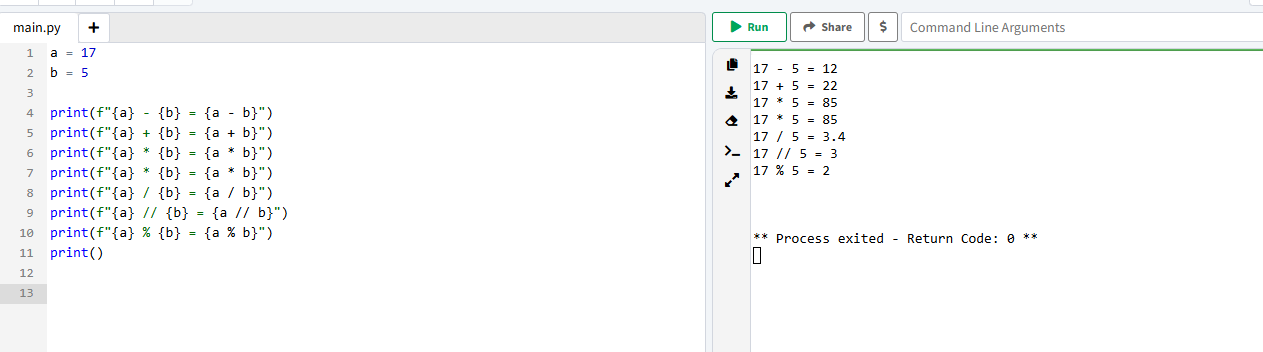 main.py +
1 a = 17
2 b = 5
3
4 print(f"{a} - {b} = {a - b}")
5 print(f"{a} + {b} = {a + b}")
6 print(f"{a} * {b} = {a * b}")
7 print(f"{a} * {b} = {a * b}")
8 print(f"{a} / {b} = {a / b}")
9 print(f"{a} // {b} = {a // b}")
10 print(f"{a} % {b} = {a % b}")
11 print()
12
13
Run Share $ Command Line Arguments
17 - 5 = 12
17 + 5 = 22
17 * 5 = 85
17 * 5 = 85
17 / 5 = 3.4
17 // 5 = 3
17 % 5 = 2
** Process exited - Return Code: 0 **